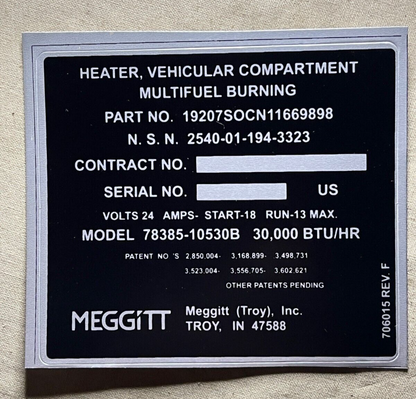 HEATER, VEHICULAR COMPARTMENT
MULTIFUEL BURNING
PART NO. 19207SOCN11669898
N. S. N. 2540-01-194-3323
CONTRACT NO.
SERIAL NO. US
VOLTS 24 AMPS- START-18 RUN-13 MAX.
MODEL 78385-10530B 30,000 BTU/HR
PATENT NO 'S 2,850.004- 3.168.899- 3.498.731
3.523.004- 3,556.705- 3.602.621
OTHER PATENTS PENDING
MEGGITT Meggitt (Troy), Inc.
TROY, IN 47588
706015 REV. F